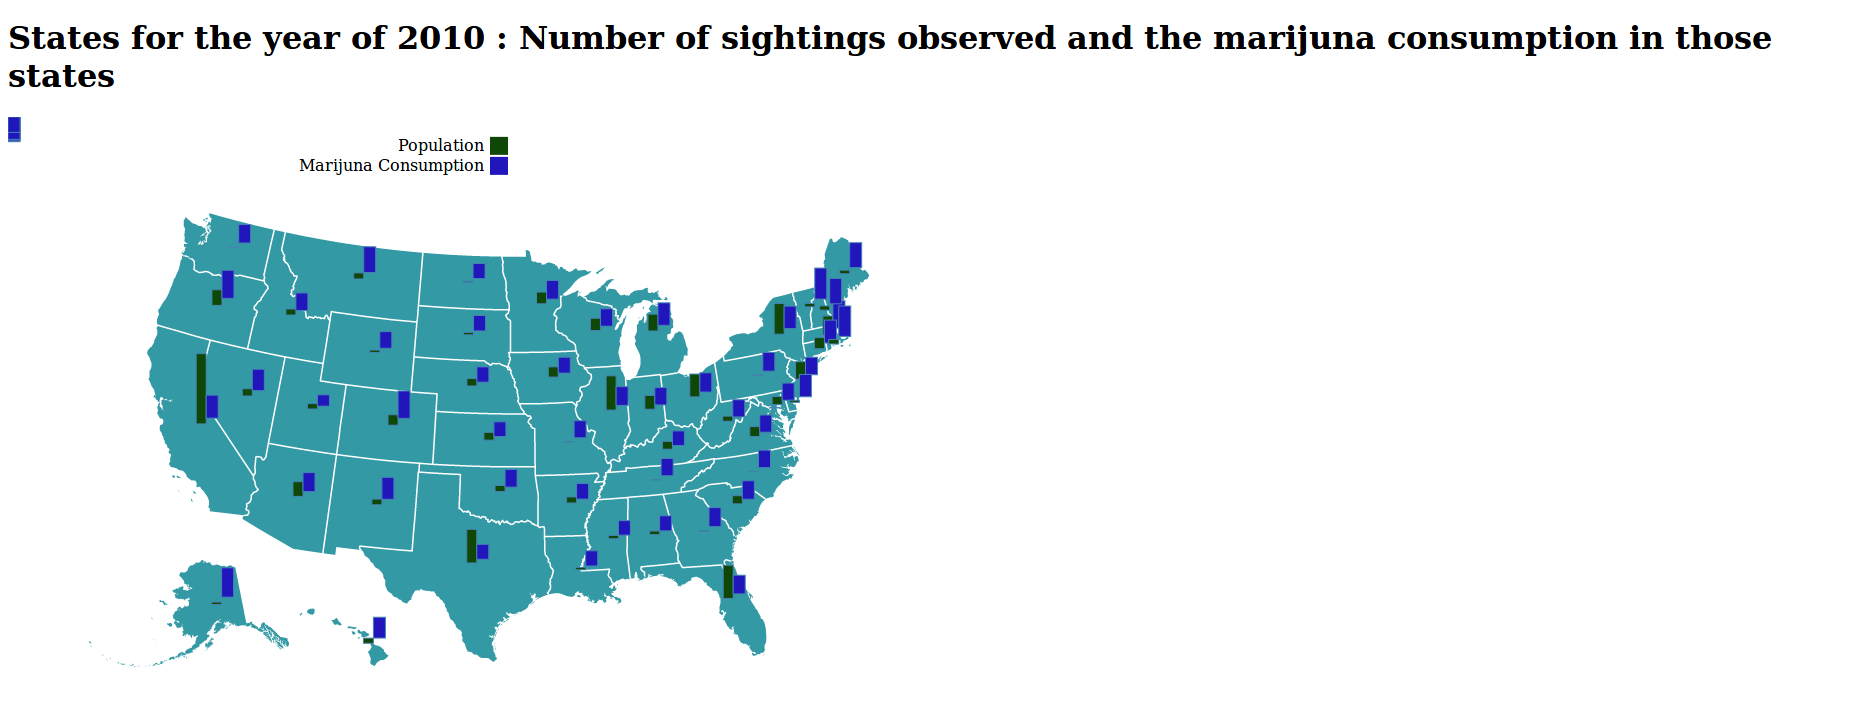 States for the year of 2010 : Number of sightings observed and the marijuna consumption in those
states
Population
Marijuna Consumption